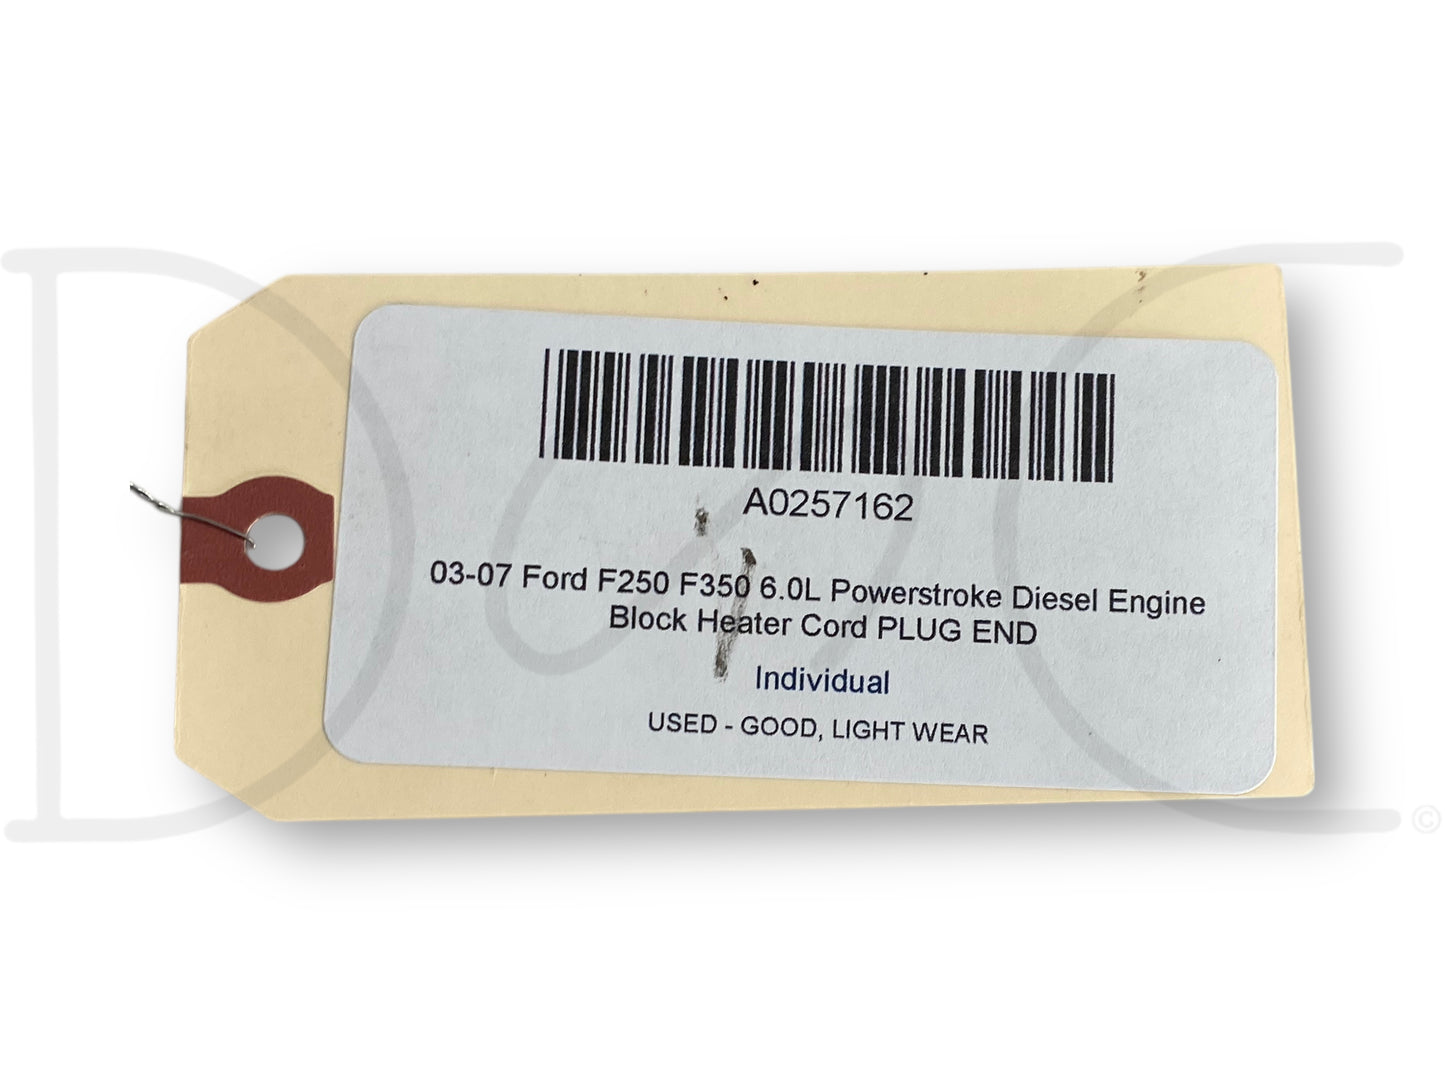 A0257162
03-07 Ford F250 F350 6.0L Powerstroke Diesel Engine
Block Heater Cord PLUG END
Individual
USED - GOOD, LIGHT WEAR
D C
©